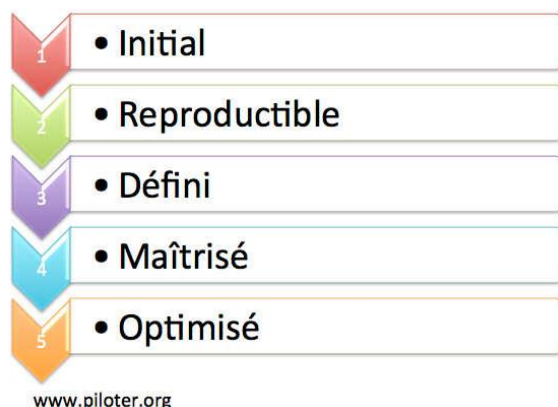 1 • Initial
2 • Reproductible
3 • Défini
4 • Maîtrisé
5 • Optimisé
www.piloter.org